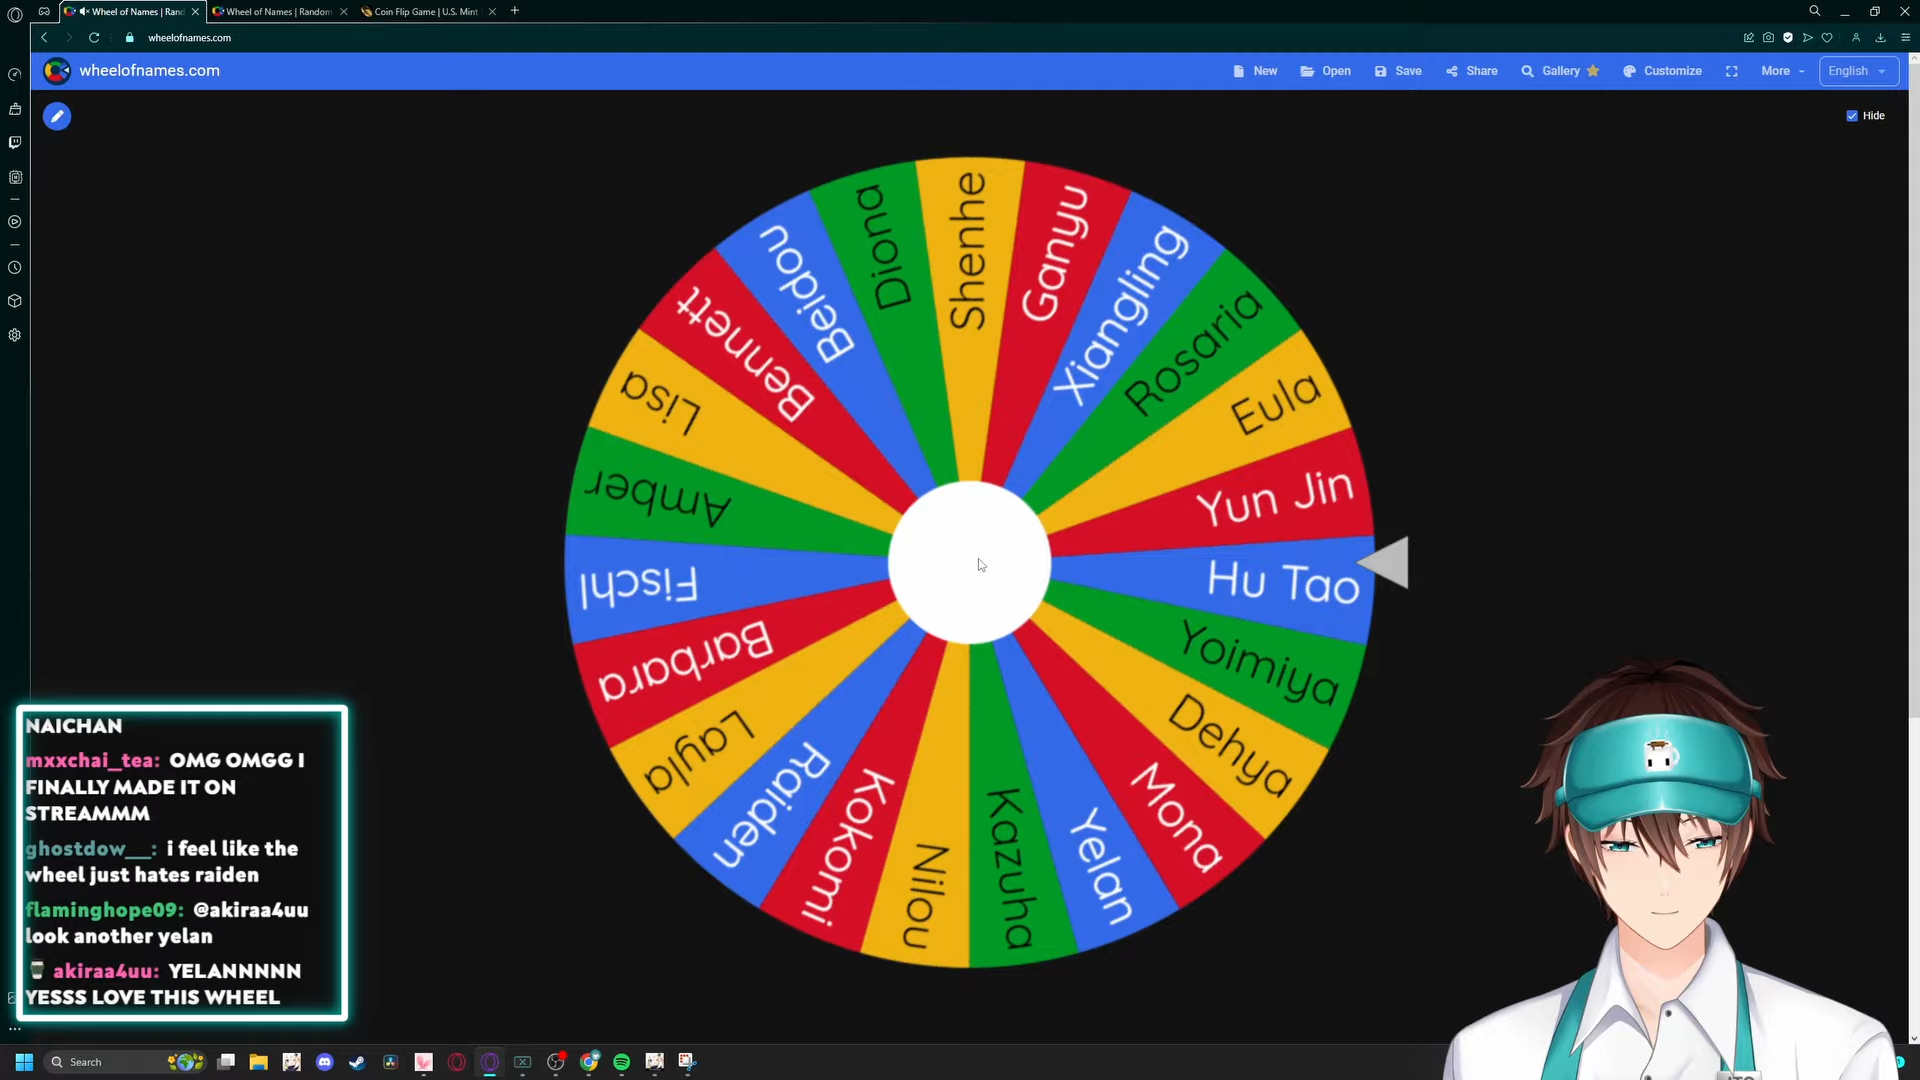 Wheel of Names | Rand
Wheel of Names | Random
Coin Flip Game | U.S. Mint
wheelofnames.com
wheelofnames.com
New
Open
Save
Share
Gallery
Customize
More
English
Hide
Shenhe
Ganyu
Xiangling
Rosaria
Eula
Yun Jin
Hu Tao
Yoimiya
Dehya
Mona
Yelan
Kazuha
Nilou
Kokomi
Raiden
Layla
Barbara
Fischl
Amber
Lisa
Bennett
Beidou
Diona
NAICHAN
mxxchai_tea: OMG OMGG I
FINALLY MADE IT ON
STREAMMM
ghostdow__: i feel like the
wheel just hates raiden
flaminghope09: @akiraa4uu
look another yelan
akiraa4uu: YELANNNNN
YESSS LOVE THIS WHEEL
Search